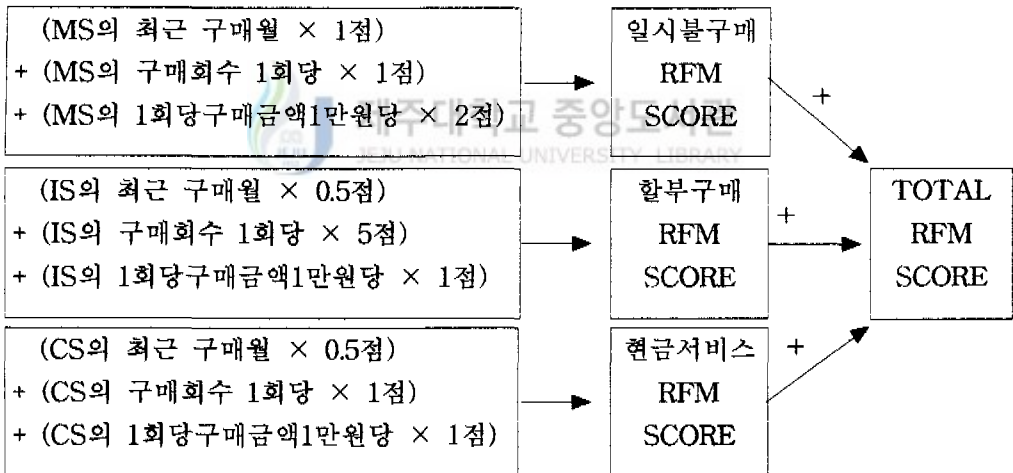 (MS의 최근 구매월 × 1점)
+ (MS의 구매회수 1회당 × 1점)
+ (MS의 1회당구매금액1만원당 × 2점)
일시불구매
RFM
SCORE
+
제주대학교 중앙도서관
JEJU NATIONAL UNIVERSITY LIBRARY
(IS의 최근 구매월 × 0.5점)
+ (IS의 구매회수 1회당 × 5점)
+ (IS의 1회당구매금액1만원당 × 1점)
할부구매
RFM
SCORE
+
TOTAL
RFM
SCORE
(CS의 최근 구매월 × 0.5점)
+ (CS의 구매회수 1회당 × 1점)
+ (CS의 1회당구매금액1만원당 × 1점)
현금서비스
RFM
SCORE
+